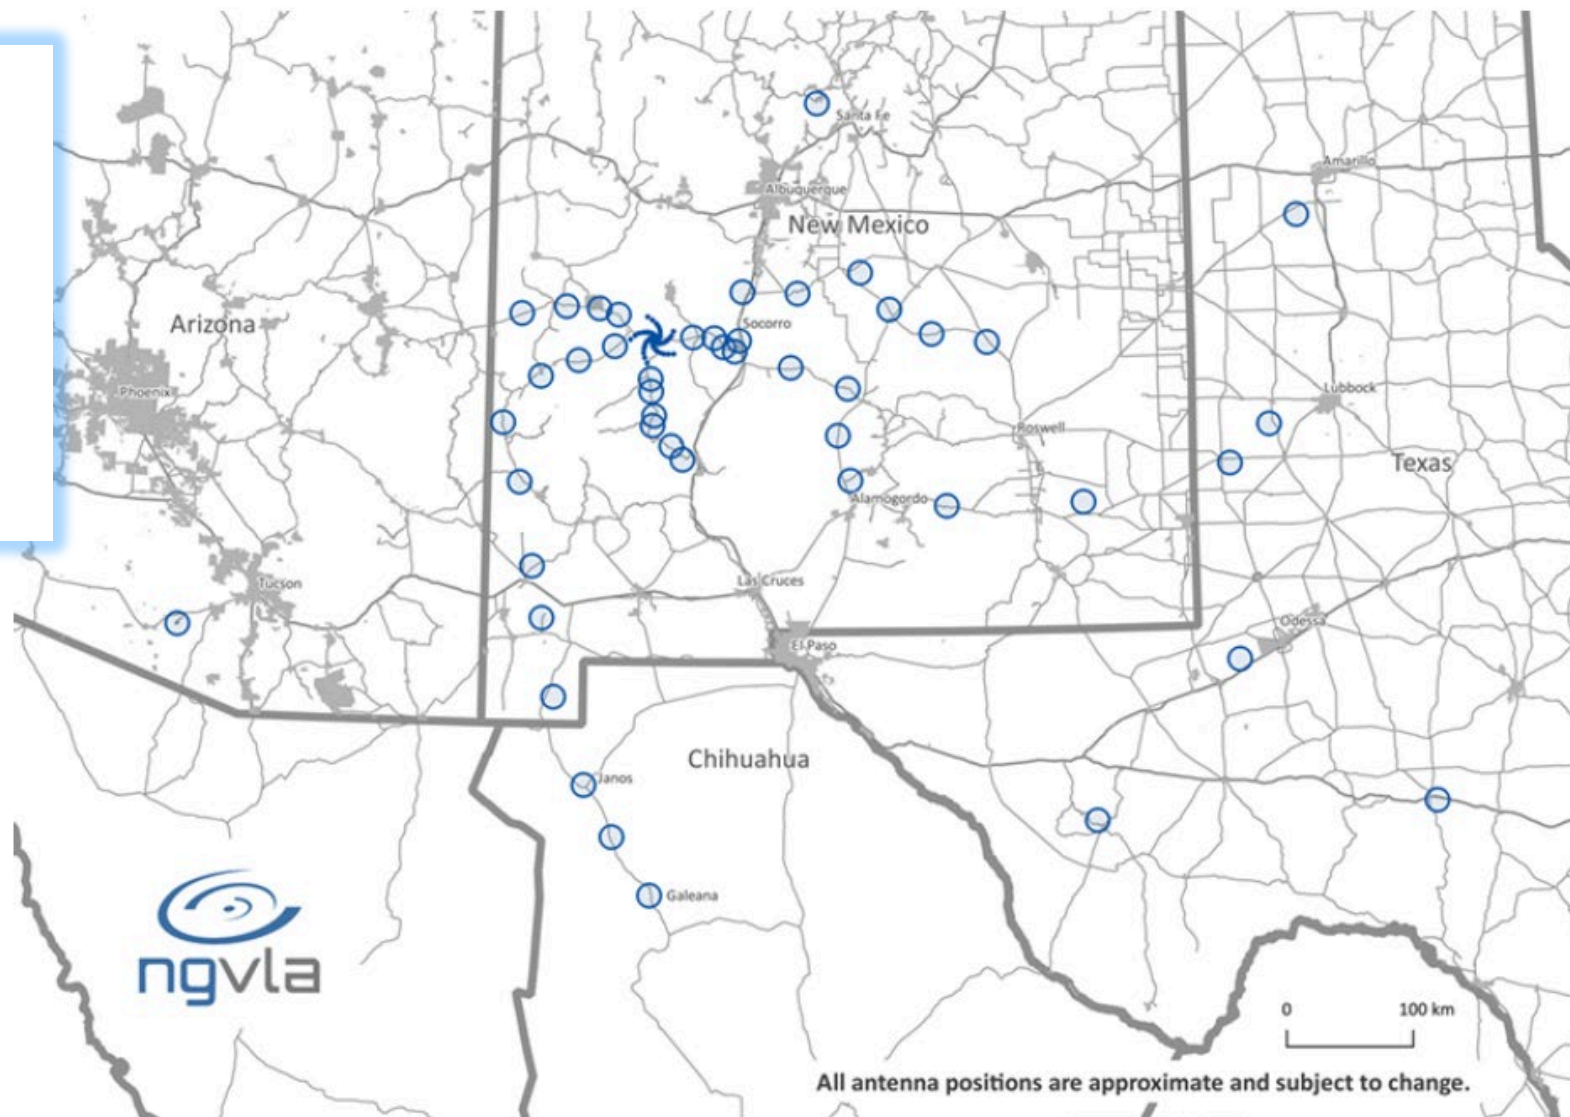 Santa Fe
Amarillo
Albuquerque
New Mexico
Arizona
Socorro
Phoenix
Lubbock
Roswell
Texas
Alamogordo
Tucson
Las Cruces
Odessa
El Paso
Chihuahua
Janos
Galeana
ngvla
0 100 km
All antenna positions are approximate and subject to change.